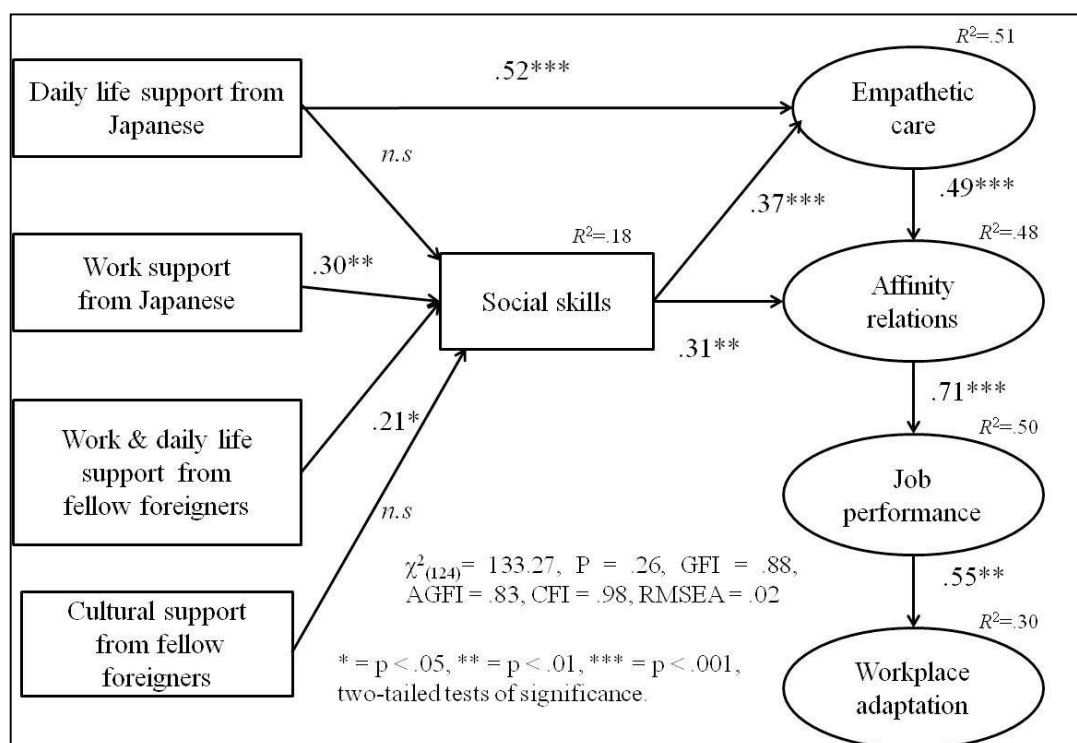 R²=.51
Daily life support from
Japanese
.52***
Empathetic
care
n.s
.37***
.49***
R²=.18
R²=.48
Work support
from Japanese
.30**
Social skills
Affinity
relations
.31**
.71***
.21*
R²=.50
Work & daily life
support from
fellow foreigners
Job
performance
n.s
χ²(124)= 133.27, P = .26, GFI = .88,
AGFI = .83, CFI = .98, RMSEA = .02
.55**
R²=.30
Cultural support
from fellow
foreigners
* = p < .05, ** = p < .01, *** = p < .001,
two-tailed tests of significance.
Workplace
adaptation